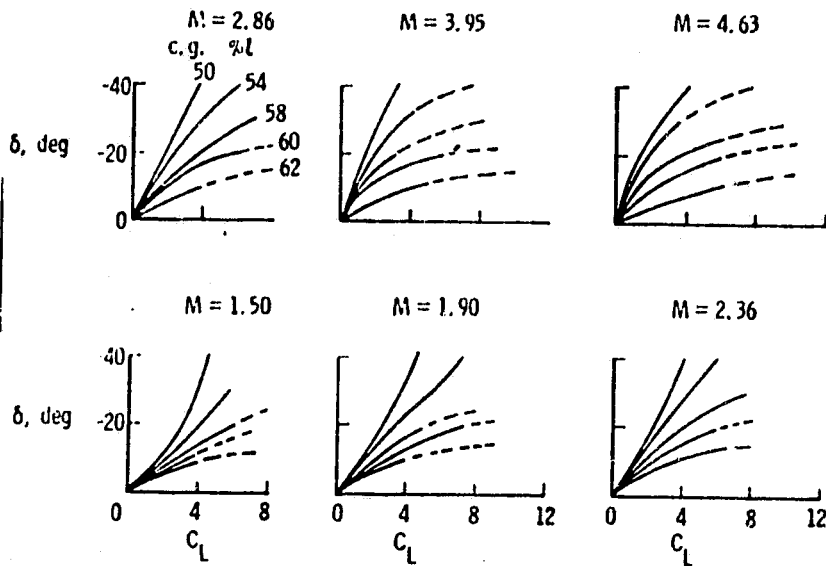 M = 2.86
M = 3.95
M = 4.63
c.g. %l
50
54
58
60
62
-40
-20
0
δ, deg
M = 1.50
M = 1.90
M = 2.36
-40
-20
δ, deg
0 4 8
0 4 8 12
0 4 8 12
C_L
C_L
C_L